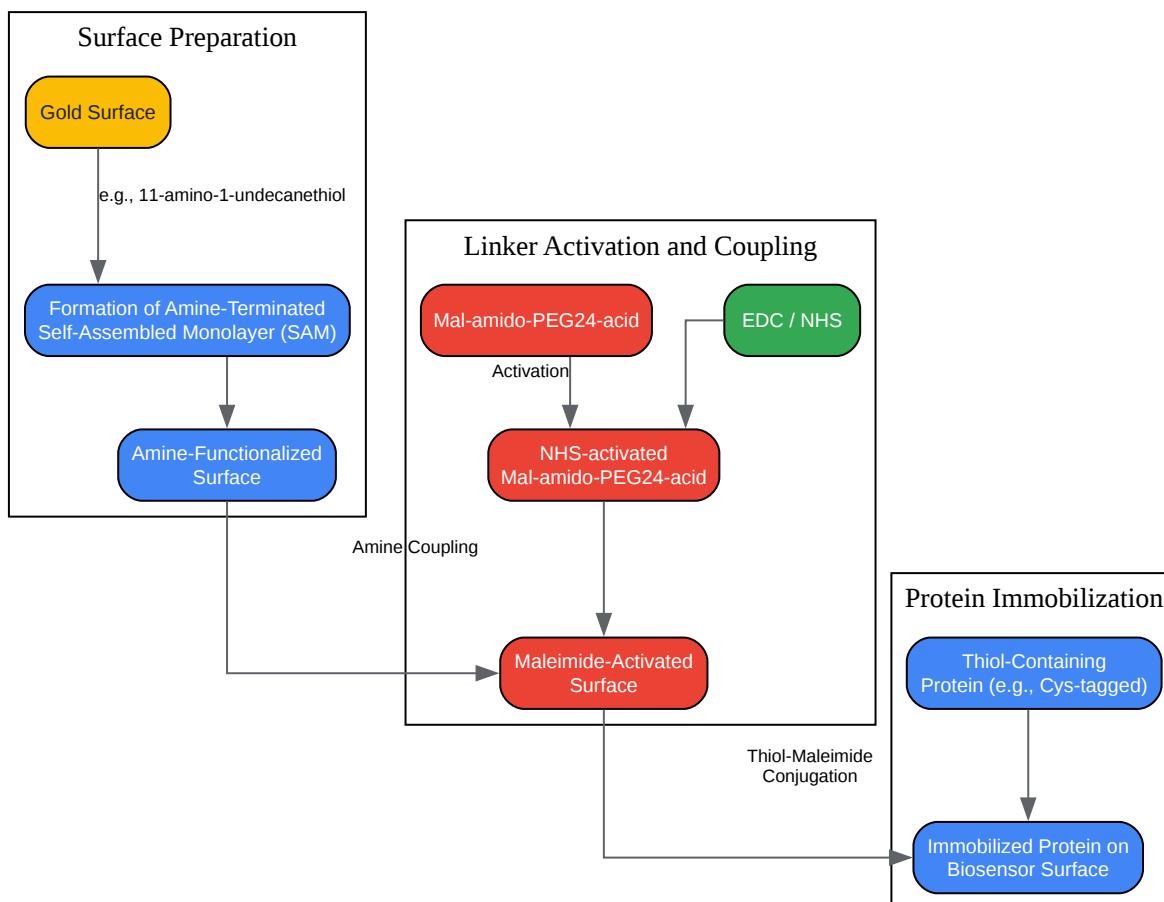 Surface Preparation
Gold Surface
e.g., 11-amino-1-undecanethiol
Formation of Amine-Terminated
Self-Assembled Monolayer (SAM)
Amine-Functionalized
Surface
Linker Activation and Coupling
Mal-amido-PEG24-acid
EDC / NHS
Activation
NHS-activated
Mal-amido-PEG24-acid
Amine Coupling
Maleimide-Activated
Surface
Thiol-Maleimide
Conjugation
Protein Immobilization
Thiol-Containing
Protein (e.g., Cys-tagged)
Immobilized Protein on
Biosensor Surface